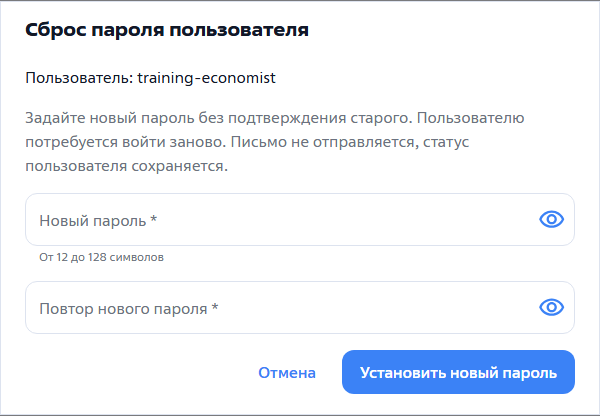 Сброс пароля пользователя
Пользователь: training-economist
Задайте новый пароль без подтверждения старого. Пользователю
потребуется войти заново. Письмо не отправляется, статус
пользователя сохраняется.
Новый пароль *
От 12 до 128 символов
Повтор нового пароля *
Отмена
Установить новый пароль